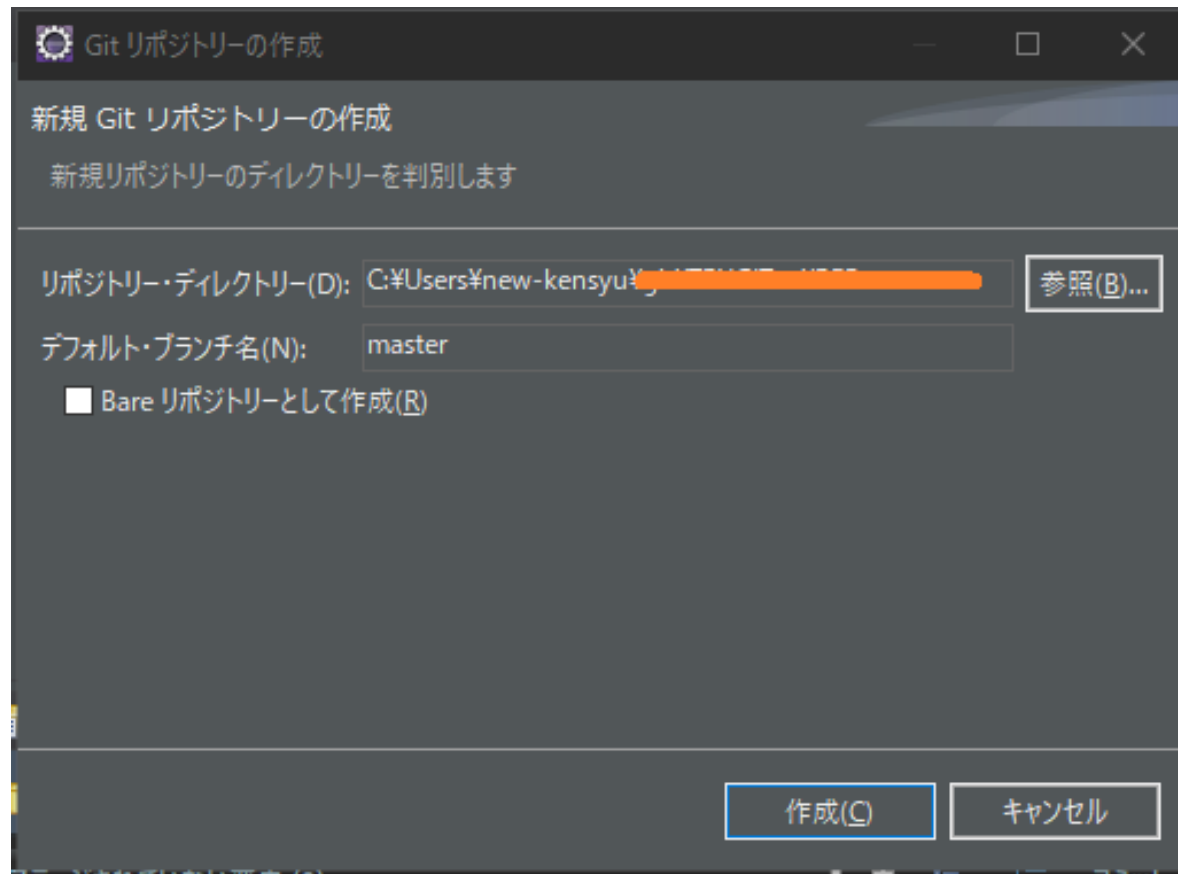 Git リポジトリーの作成
新規 Git リポジトリーの作成
新規リポジトリーのディレクトリーを判別します
リポジトリー・ディレクトリー(D): C:¥Users¥new-kensyu¥ 参照(B)...
デフォルト・ブランチ名(N): master
Bare リポジトリーとして作成(R)
作成(C) キャンセル